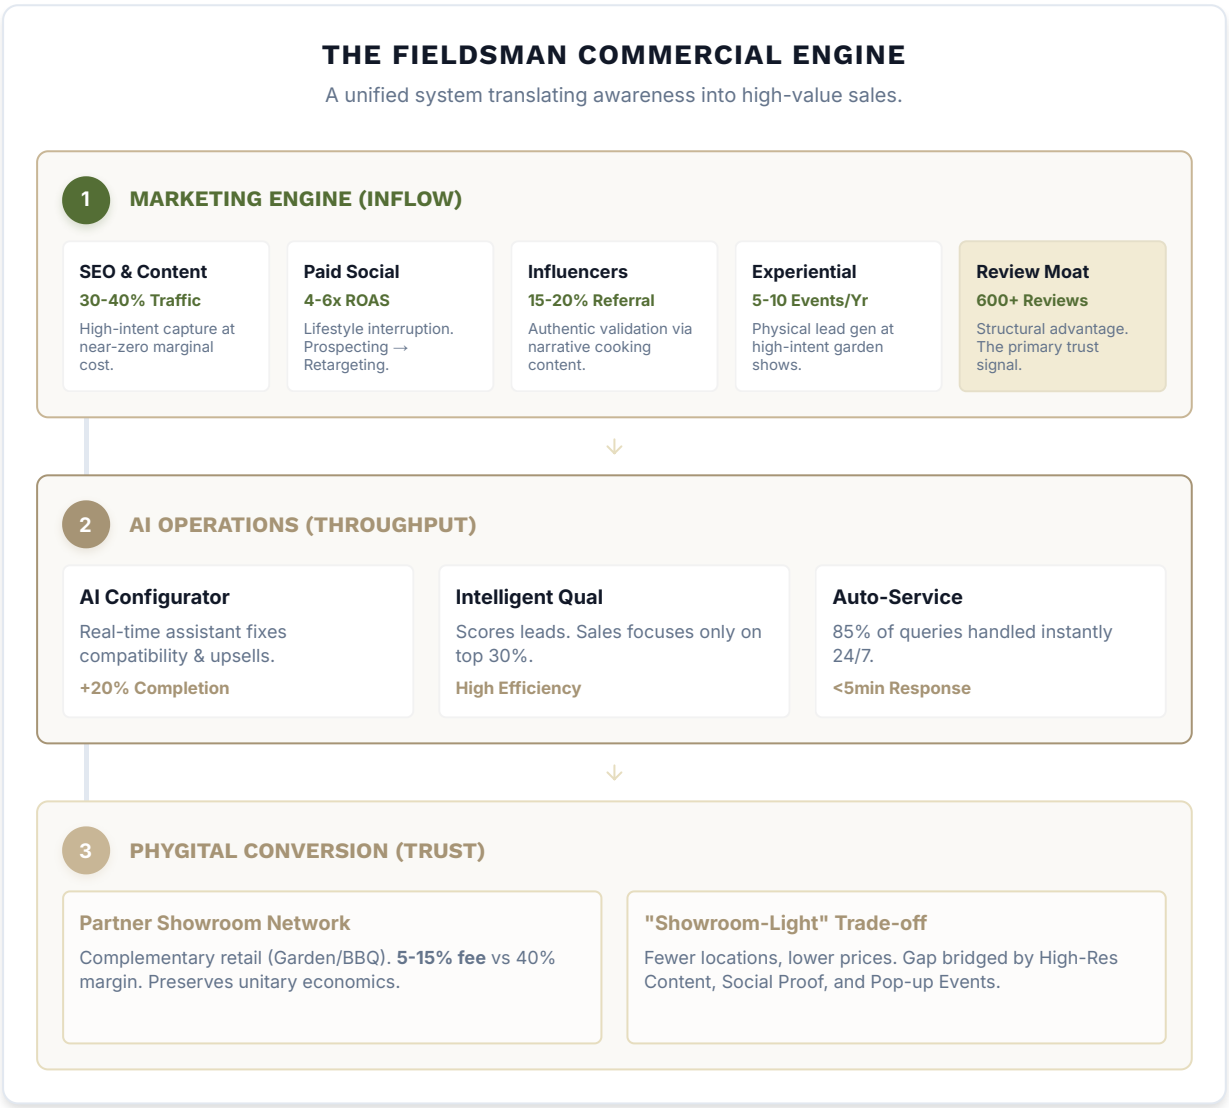 THE FIELDSMAN COMMERCIAL ENGINE
A unified system translating awareness into high-value sales.
1
MARKETING ENGINE (INFLOW)
SEO & Content
30-40% Traffic
High-intent capture at
near-zero marginal
cost.
Paid Social
4-6x ROAS
Lifestyle interruption.
Prospecting →
Retargeting.
Influencers
15-20% Referral
Authentic validation via
narrative cooking
content.
Experiential
5-10 Events/Yr
Physical lead gen at
high-intent garden
shows.
Review Moat
600+ Reviews
Structural advantage.
The primary trust
signal.
↓
2
AI OPERATIONS (THROUGHPUT)
AI Configurator
Real-time assistant fixes
compatibility & upsells.
+20% Completion
Intelligent Qual
Scores leads. Sales focuses only on
top 30%.
High Efficiency
Auto-Service
85% of queries handled instantly
24/7.
<5min Response
↓
3
PHYGITAL CONVERSION (TRUST)
Partner Showroom Network
Complementary retail (Garden/BBQ). 5-15% fee vs 40%
margin. Preserves unitary economics.
"Showroom-Light" Trade-off
Fewer locations, lower prices. Gap bridged by High-Res
Content, Social Proof, and Pop-up Events.